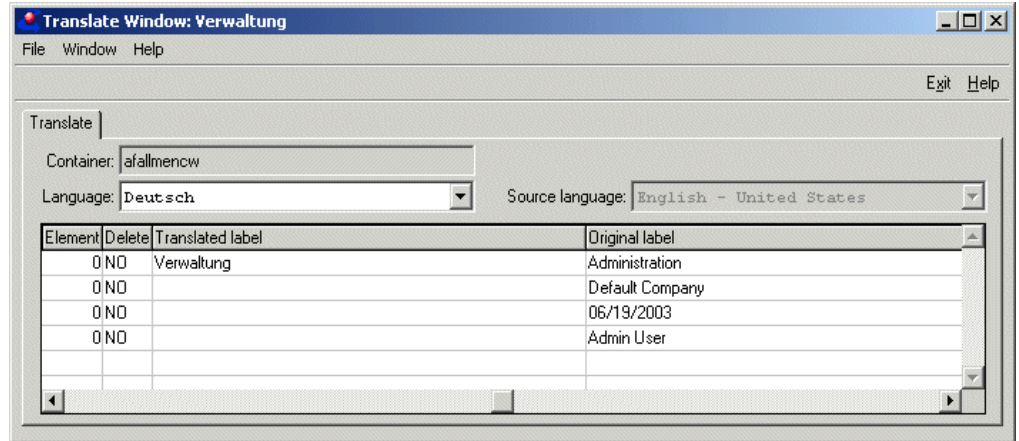 Translate Window: Verwaltung
File Window Help
Exit Help
Translate
Container: afallmencw
Language: Deutsch Source language: English - United States
Element Delete Translated label Original label
0 NO Verwaltung Administration
0 NO Default Company
0 NO 06/19/2003
0 NO Admin User